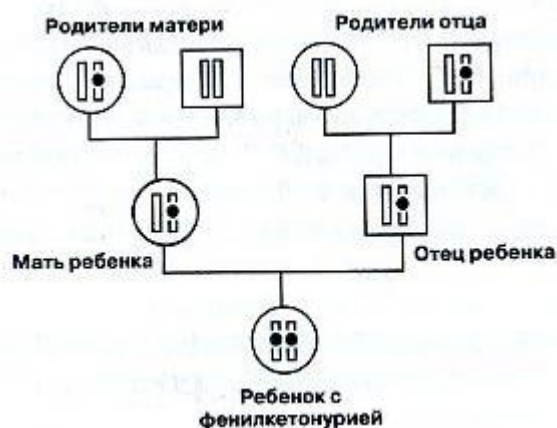 Родители матери
Родители отца
Мать ребенка
Отец ребенка
Ребенок с
фенилкетонурией